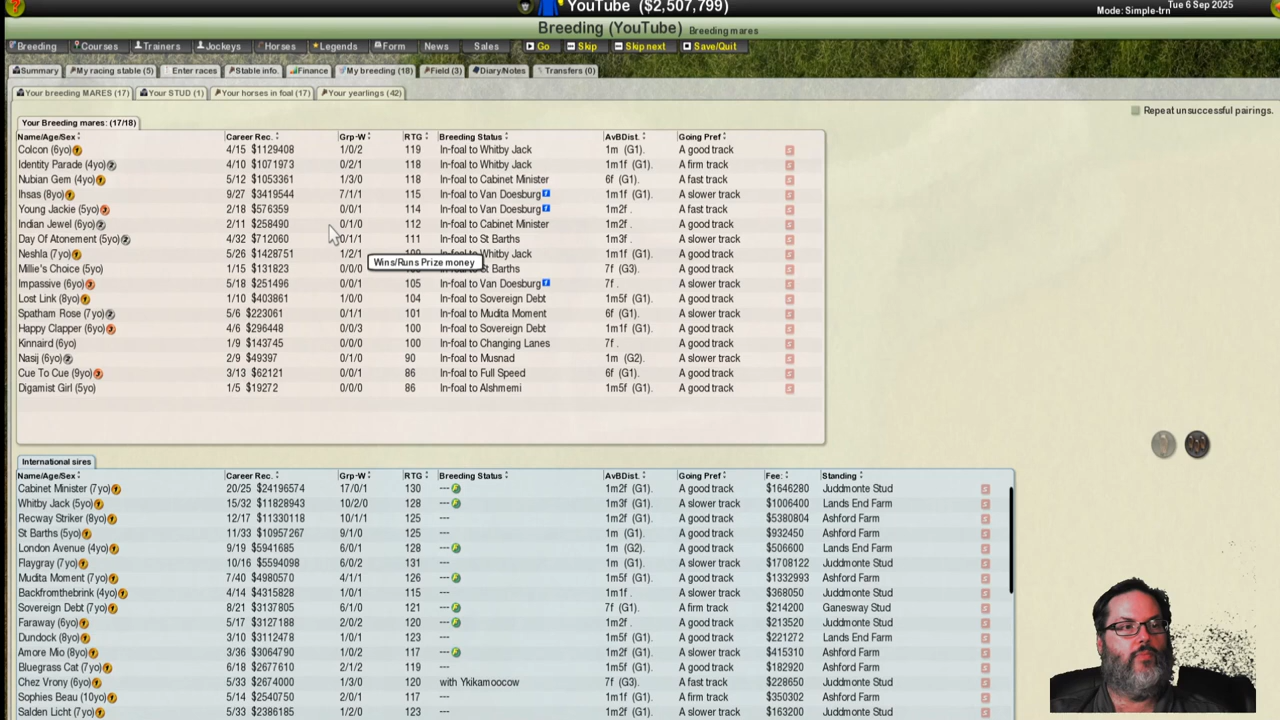 YouTube ($2,507,799)
Mode: Simple-trn Tue 6 Sep 2025
Breeding (YouTube) Breeding mares
Breeding Courses Trainers Jockeys Horses Legends Form News Sales Go Skip Skip next Save/Quit
Summary My racing stable (5) Enter races Stable info. Finance My breeding (18) Field (3) Diary/Notes Transfers (0)
Your breeding MARES (17) Your STUD (1) Your horses in foal (17) Your yearlings (42)
Repeat unsuccessful pairings.
Your Breeding mares: (17/18)
Name/Age/Sex Career Rec. Grp-W RTG Breeding Status AvBDist. Going Pref
Colcon (6yo) 4/15 $1129408 1/0/2 119 In-foal to Whitby Jack 1m (G1). A good track
Identity Parade (4yo) 4/10 $1071973 0/2/1 118 In-foal to Whitby Jack 1m1f (G1). A firm track
Nubian Gem (4yo) 5/12 $1053361 1/3/0 118 In-foal to Cabinet Minister 6f (G1). A fast track
Ihsas (8yo) 9/27 $3419544 7/1/1 115 In-foal to Van Doesburg 1m1f (G1). A slower track
Young Jackie (5yo) 2/18 $576359 0/0/1 114 In-foal to Van Doesburg 1m2f . A fast track
Indian Jewel (6yo) 2/11 $258490 0/1/0 112 In-foal to Cabinet Minister 1m2f . A good track
Day Of Atonement (5yo) 4/32 $712060 0/1/1 111 In-foal to St Barths 1m3f . A slower track
Neshla (7yo) 5/26 $1428751 1/2/1 In-foal to Whitby Jack 1m1f (G1). A good track
Wins/Runs Prize money
Millie's Choice (5yo) 1/15 $131823 0/0/0 St Barths 7f (G3). A good track
Impassive (6yo) 5/18 $251496 0/0/1 105 In-foal to Van Doesburg 7f . A slower track
Lost Link (8yo) 1/10 $403861 1/0/0 104 In-foal to Sovereign Debt 1m5f (G1). A good track
Spatham Rose (7yo) 5/6 $223061 0/1/1 101 In-foal to Mudita Moment 6f (G1). A slower track
Happy Clapper (6yo) 4/6 $296448 0/0/3 100 In-foal to Sovereign Debt 1m1f (G1). A good track
Kinnaird (6yo) 1/9 $143745 0/0/0 100 In-foal to Changing Lanes 7f . A good track
Nasij (6yo) 2/9 $49397 0/1/0 90 In-foal to Musnad 1m (G2). A slower track
Cue To Cue (9yo) 3/13 $62121 0/0/1 86 In-foal to Full Speed 6f (G1). A good track
Digamist Girl (5yo) 1/5 $19272 0/0/0 86 In-foal to Alshmemi 1m5f (G1). A good track
International sires
Name/Age/Sex Career Rec. Grp-W RTG Breeding Status AvBDist. Going Pref Fee: Standing
Cabinet Minister (7yo) 20/25 $24196574 17/0/1 130 --- 1m2f (G1). A good track $1646280 Juddmonte Stud
Whitby Jack (5yo) 15/32 $11828943 10/2/0 128 --- 1m3f (G1). A slower track $1006400 Lands End Farm
Recway Striker (8yo) 12/17 $11330118 10/1/1 125 --- 1m2f (G1). A good track $5380804 Ashford Farm
St Barths (5yo) 11/33 $10957267 9/1/0 125 --- 1m (G1). A good track $932450 Ashford Farm
London Avenue (4yo) 9/19 $5941685 6/0/1 128 --- 1m (G2). A good track $506600 Lands End Farm
Flaygray (7yo) 10/16 $5594098 6/0/2 131 --- 1m (G1). A good track $1708122 Juddmonte Stud
Mudita Moment (7yo) 7/40 $4980570 4/1/1 126 --- 1m5f (G1). A good track $1332993 Ashford Farm
Backfromthebrink (4yo) 4/14 $4315828 1/0/1 115 --- 1m1f . A good track $368050 Juddmonte Stud
Sovereign Debt (7yo) 8/21 $3137805 6/1/0 121 --- 7f (G1). A firm track $214200 Ganesway Stud
Faraway (6yo) 5/17 $3127188 2/0/2 120 --- 1m2f . A good track $213520 Juddmonte Stud
Dundock (8yo) 3/10 $3112478 1/0/1 123 --- 1m5f (G1). A good track $221272 Lands End Farm
Amore Mio (8yo) 3/36 $3064790 1/0/2 117 --- 1m2f (G1). A slower track $415310 Ashford Farm
Bluegrass Cat (7yo) 6/18 $2677610 2/1/2 119 --- 1m5f (G1). A good track $182920 Ashford Farm
Chez Vrony (6yo) 5/33 $2674000 1/3/0 120 with Ykikamoocow 7f (G3). A fast track $228650 Juddmonte Stud
Sophies Beau (10yo) 5/14 $2540750 2/0/1 117 --- 1m1f (G1). A firm track $350302 Ashford Farm
Salden Licht (7yo) 5/33 $2386185 1/2/0 123 --- 1m2f (G1). A slower track $163200 Juddmonte Stud